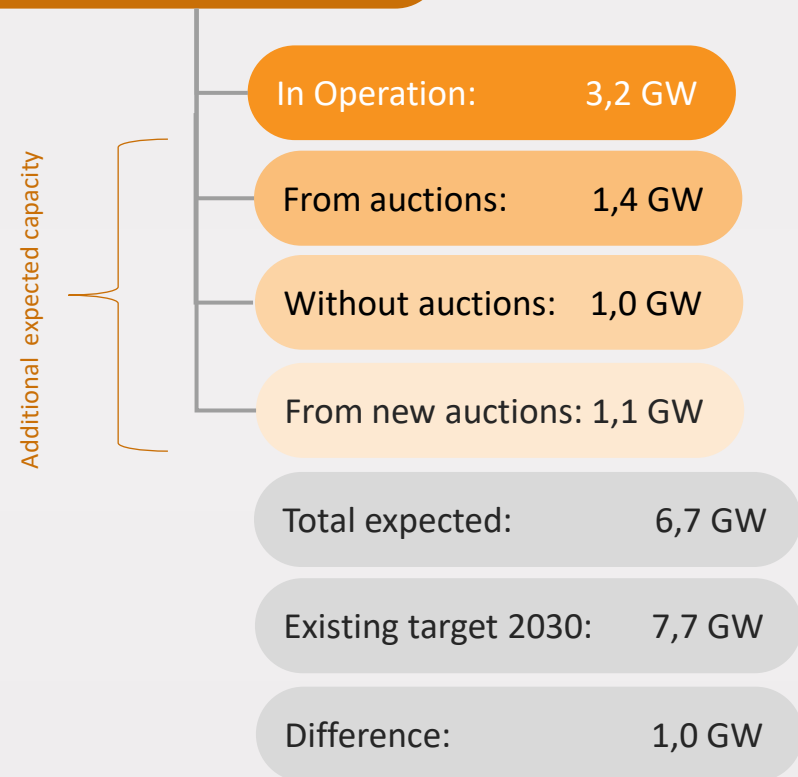 In Operation: 3,2 GW
From auctions: 1,4 GW
Without auctions: 1,0 GW
From new auctions: 1,1 GW
Additional expected capacity
Total expected: 6,7 GW
Existing target 2030: 7,7 GW
Difference: 1,0 GW